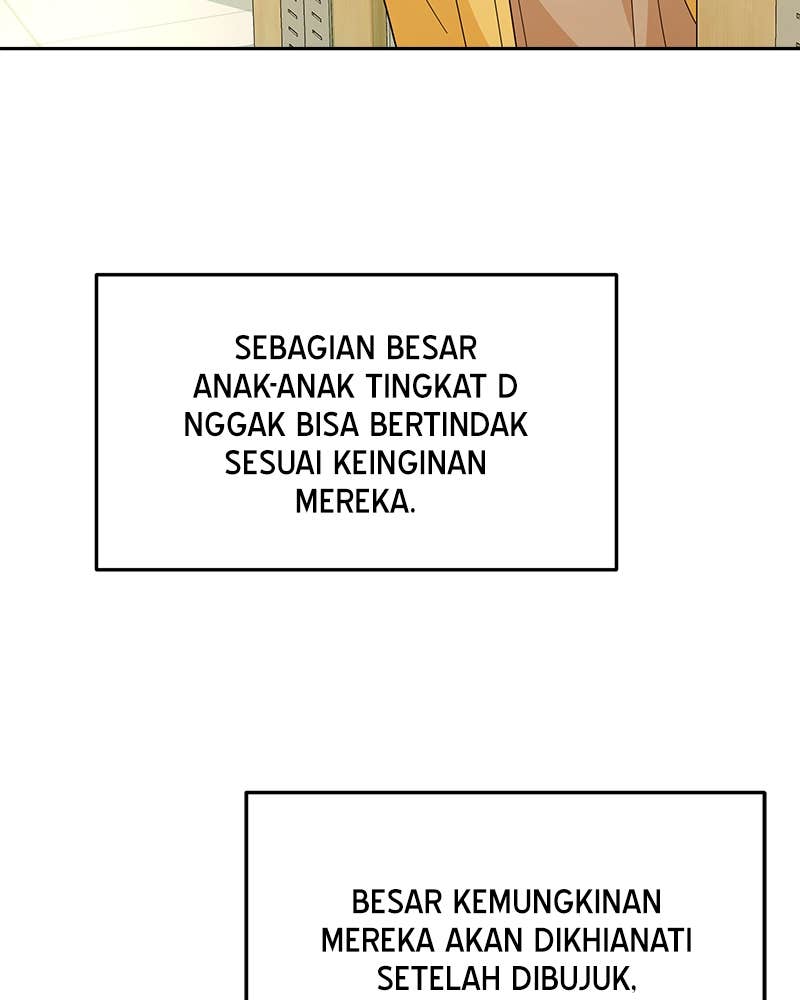 SEBAGIAN BESAR
ANAK-ANAK TINGKAT D
NGGAK BISA BERTINDAK
SESUAI KEINGINAN
MEREKA.
BESAR KEMUNGKINAN
MEREKA AKAN DIKHIANATI
SETELAH DIBUJUK,